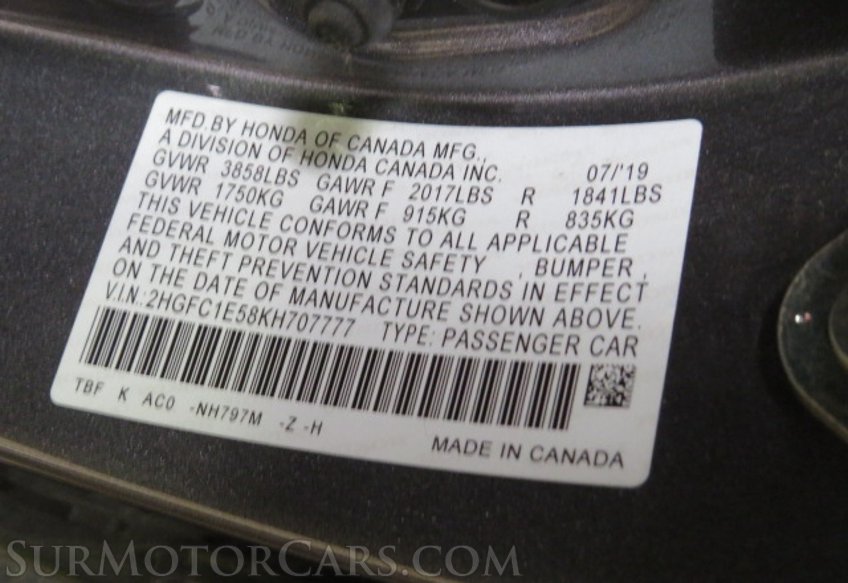 MFD. BY HONDA OF CANADA MFG.,
A DIVISION OF HONDA CANADA INC. 07/'19
GVWR 3858LBS GAWR F 2017LBS R 1841LBS
GVWR 1750KG GAWR F 915KG R 835KG
THIS VEHICLE CONFORMS TO ALL APPLICABLE
FEDERAL MOTOR VEHICLE SAFETY , BUMPER ,
AND THEFT PREVENTION STANDARDS IN EFFECT
ON THE DATE OF MANUFACTURE SHOWN ABOVE.
V.I.N.:2HGFC1E58KH707777 TYPE: PASSENGER CAR
TBF K AC0 -NH797M -Z -H
MADE IN CANADA
SURMOTORCARS.COM